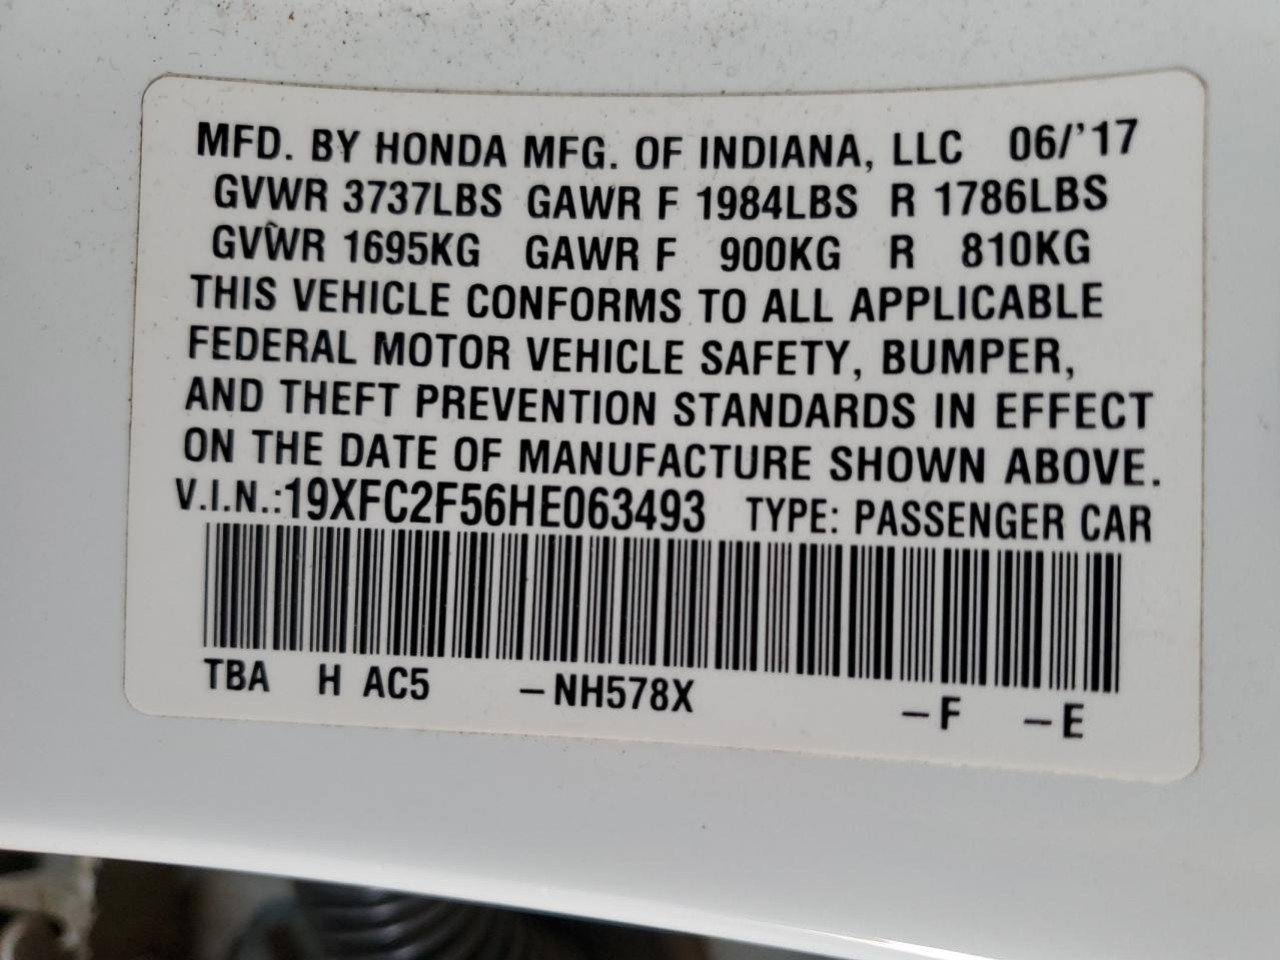 MFD. BY HONDA MFG. OF INDIANA, LLC 06/'17
GVWR 3737LBS GAWR F 1984LBS R 1786LBS
GVWR 1695KG GAWR F 900KG R 810KG
THIS VEHICLE CONFORMS TO ALL APPLICABLE
FEDERAL MOTOR VEHICLE SAFETY, BUMPER,
AND THEFT PREVENTION STANDARDS IN EFFECT
ON THE DATE OF MANUFACTURE SHOWN ABOVE.
V.I.N.:19XFC2F56HE063493 TYPE: PASSENGER CAR
TBA H AC5 –NH578X –F –E